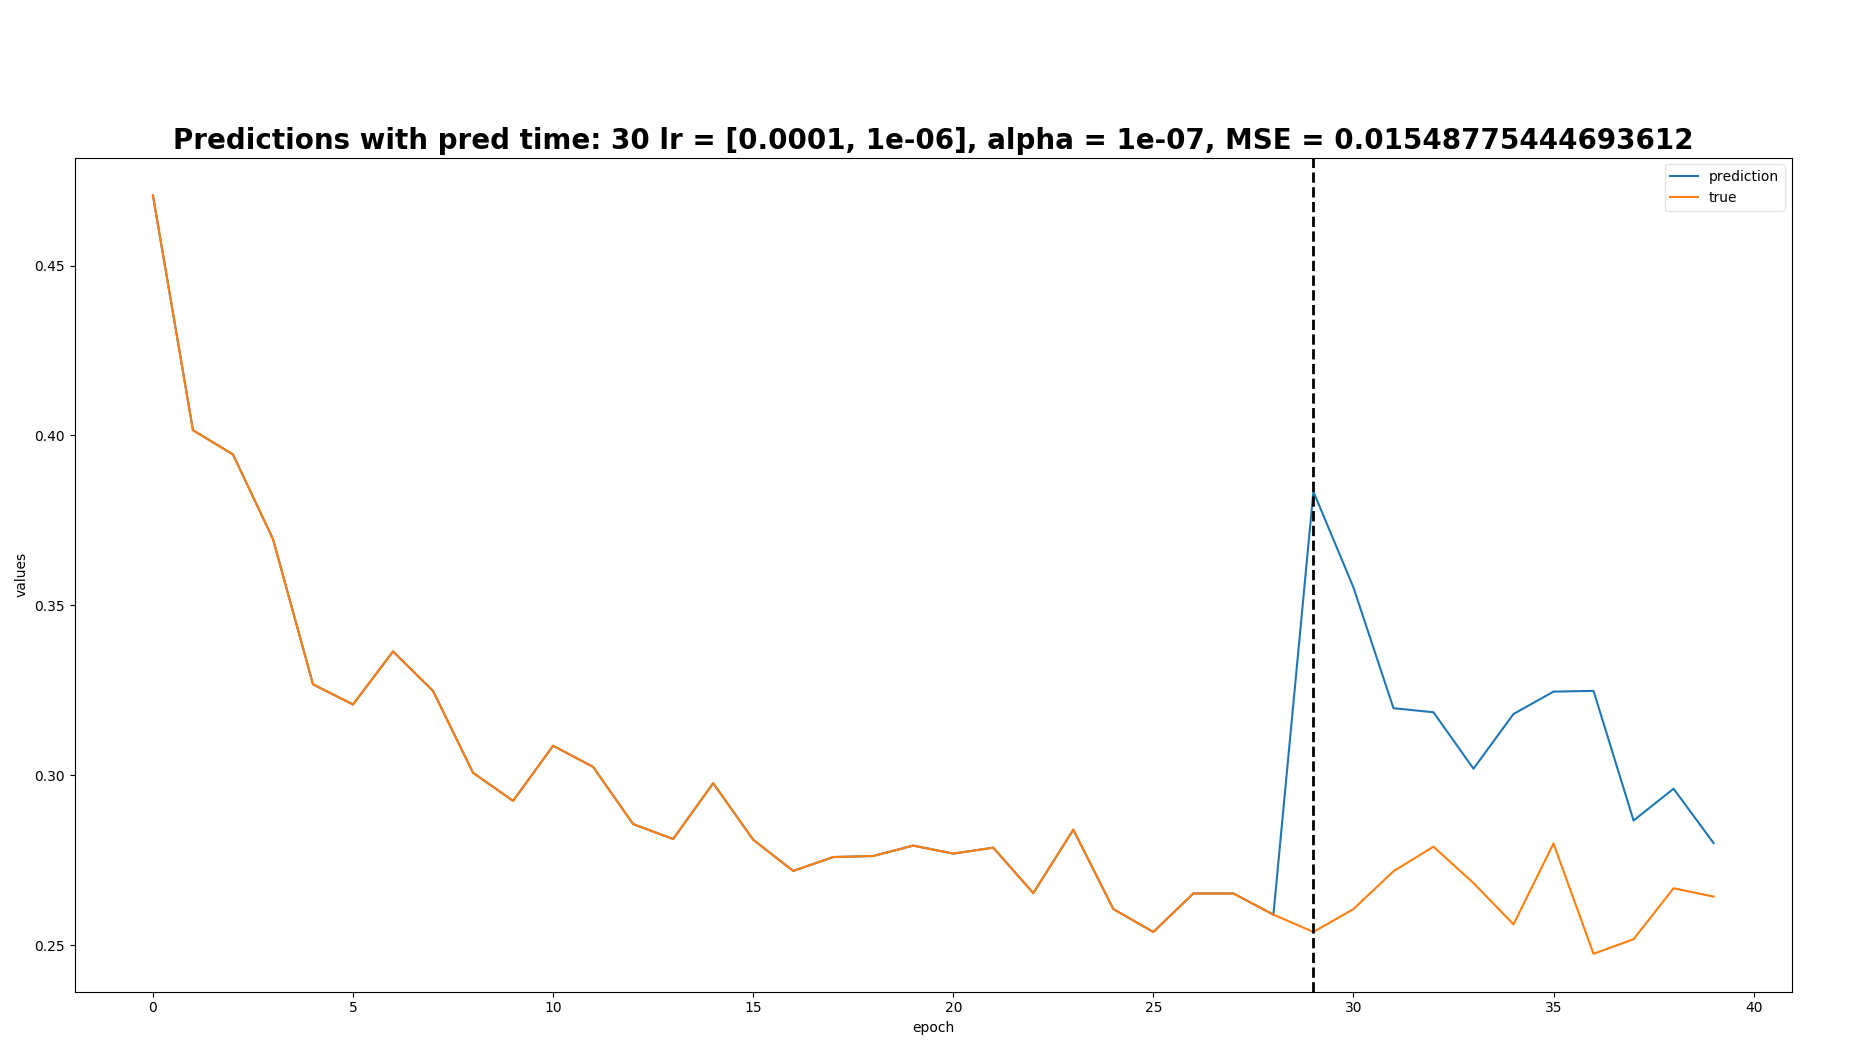 Predictions with pred time: 30 lr = [0.0001, 1e-06], alpha = 1e-07, MSE = 0.01548775444693612
prediction
true
0.45
0.40
0.35
0.30
0.25
values
0 5 10 15 20 25 30 35 40
epoch